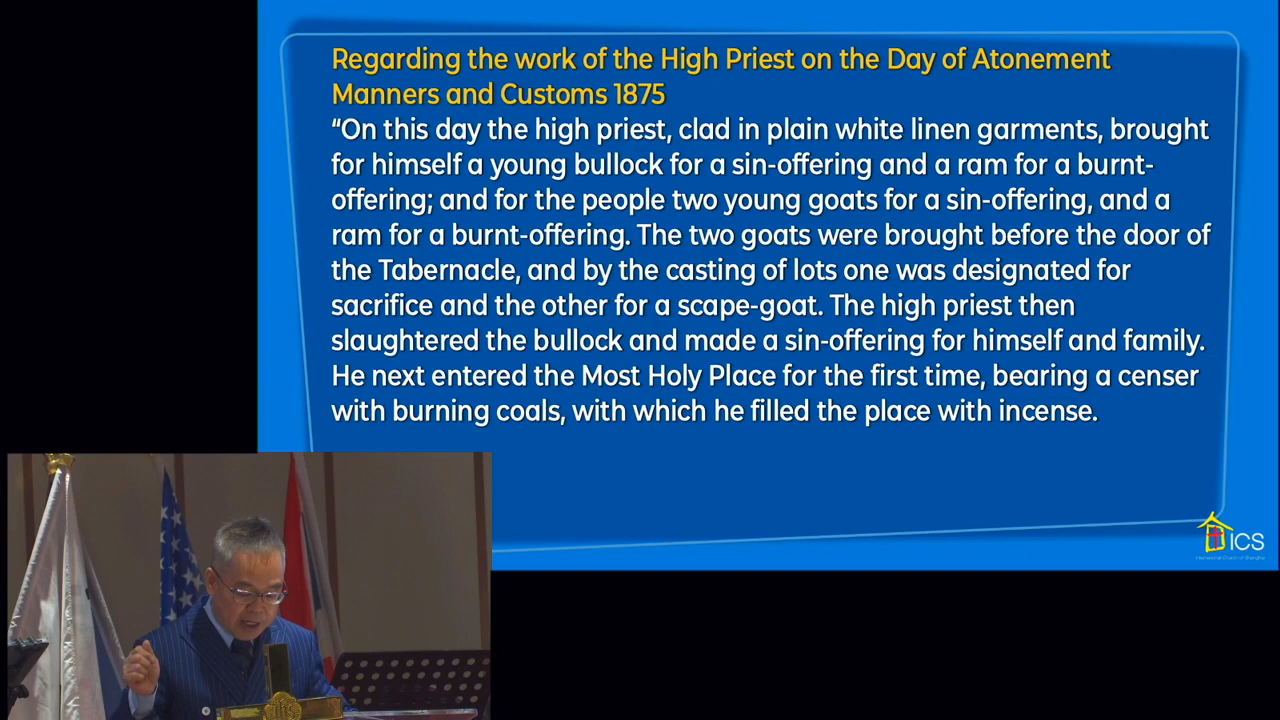 Regarding the work of the High Priest on the Day of Atonement
Manners and Customs 1875
“On this day the high priest, clad in plain white linen garments, brought
for himself a young bullock for a sin-offering and a ram for a burnt-
offering; and for the people two young goats for a sin-offering, and a
ram for a burnt-offering. The two goats were brought before the door of
the Tabernacle, and by the casting of lots one was designated for
sacrifice and the other for a scape-goat. The high priest then
slaughtered the bullock and made a sin-offering for himself and family.
He next entered the Most Holy Place for the first time, bearing a censer
with burning coals, with which he filled the place with incense.
ICS